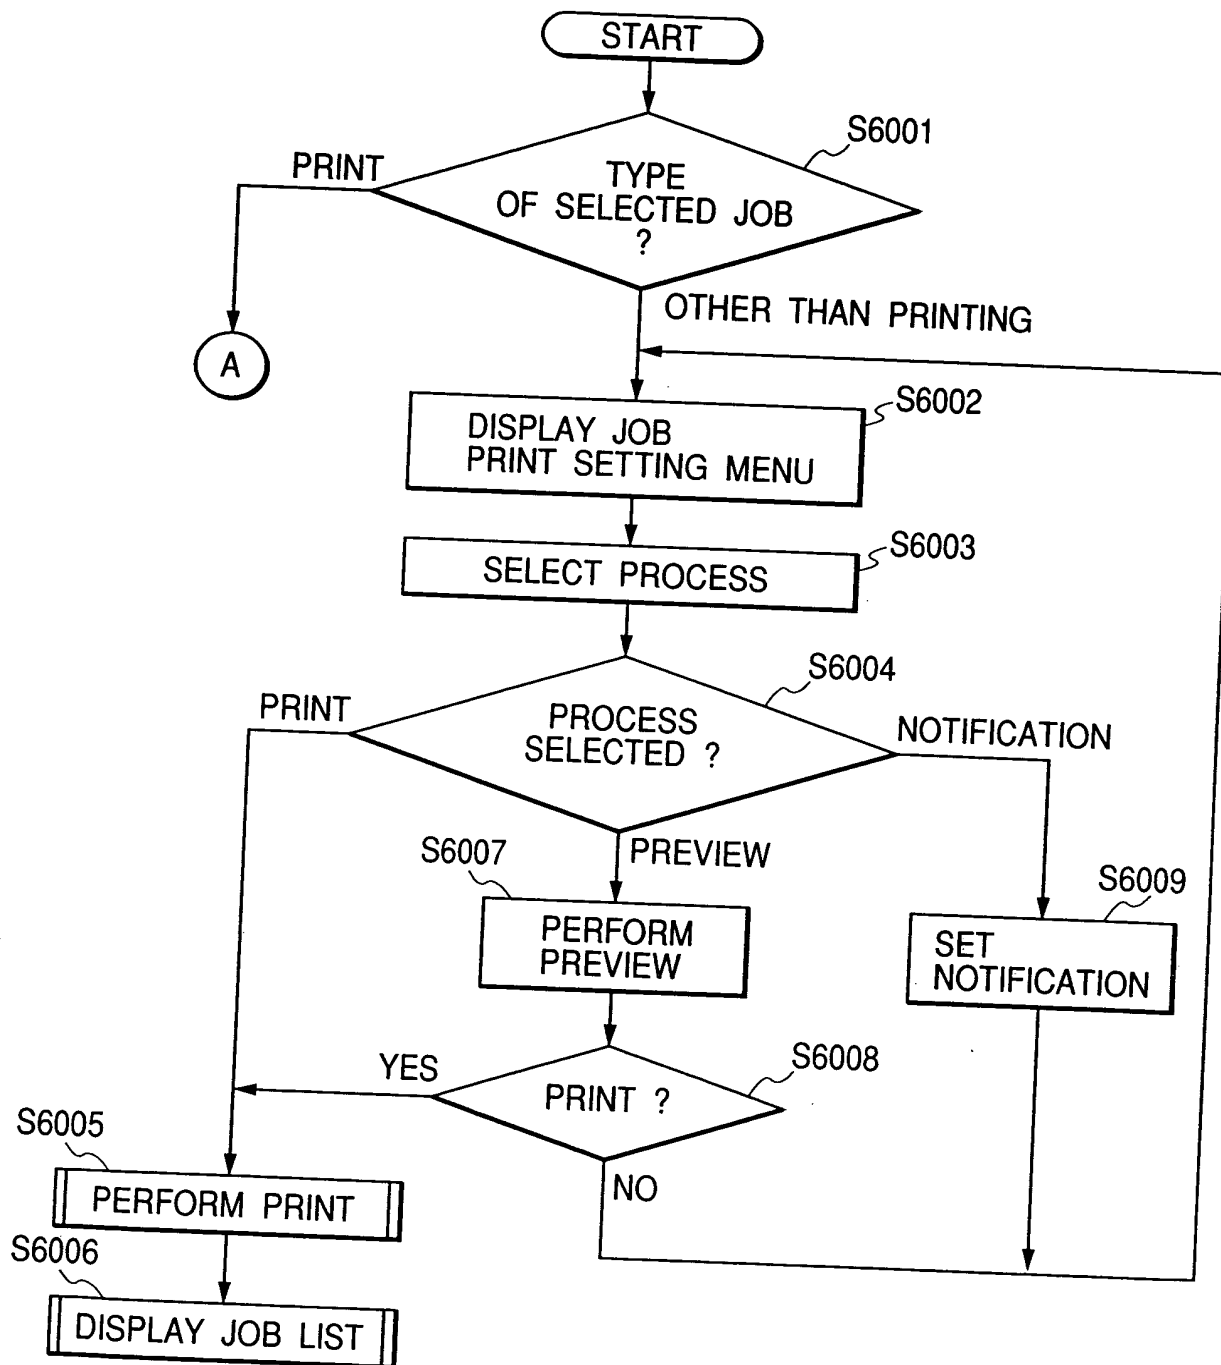 START
S6001
PRINT
TYPE
OF SELECTED JOB
?
OTHER THAN PRINTING
A
S6002
DISPLAY JOB
PRINT SETTING MENU
S6003
SELECT PROCESS
S6004
PRINT
PROCESS
SELECTED ?
NOTIFICATION
S6007
PREVIEW
S6009
PERFORM
PREVIEW
SET
NOTIFICATION
YES
S6008
PRINT ?
S6005
NO
PERFORM PRINT
S6006
DISPLAY JOB LIST